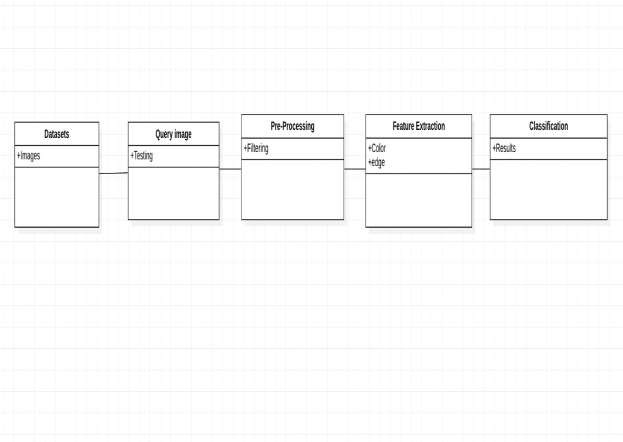 Datasets
+Images
Query image
+Testing
Pre-Processing
+Filtering
Feature Extraction
+Color
+edge
Classification
+Results